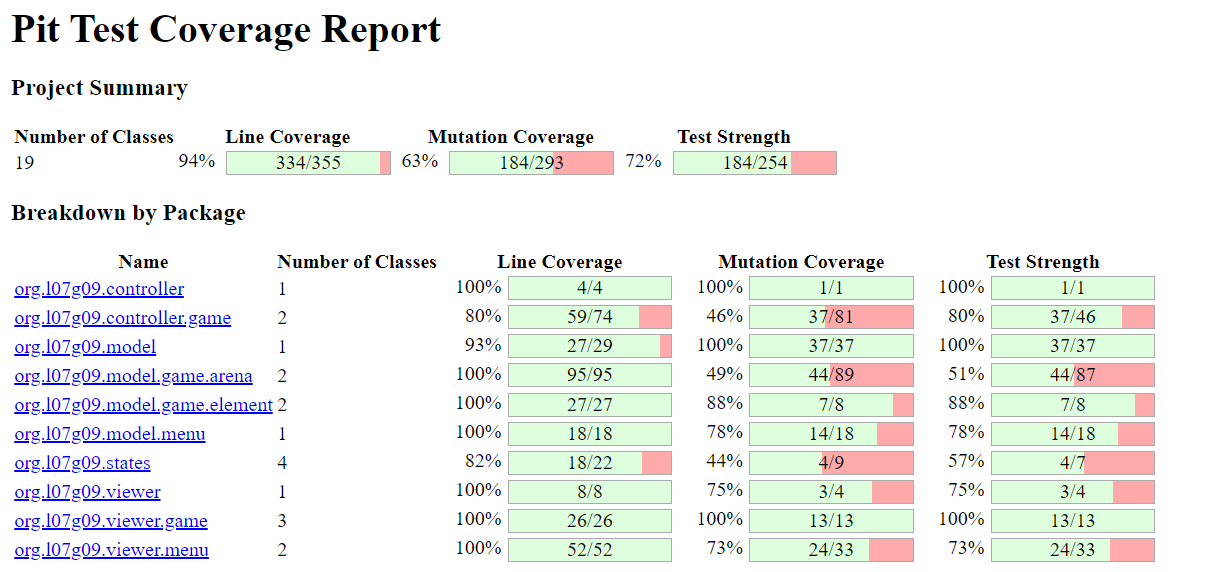 Pit Test Coverage Report
Project Summary
Number of Classes Line Coverage Mutation Coverage Test Strength
19 94% 334/355 63% 184/293 72% 184/254
Breakdown by Package
Name Number of Classes Line Coverage Mutation Coverage Test Strength
org.l07g09.controller 1 100% 4/4 100% 1/1 100% 1/1
org.l07g09.controller.game 2 80% 59/74 46% 37/81 80% 37/46
org.l07g09.model 1 93% 27/29 100% 37/37 100% 37/37
org.l07g09.model.game.arena 2 100% 95/95 49% 44/89 51% 44/87
org.l07g09.model.game.element 2 100% 27/27 88% 7/8 88% 7/8
org.l07g09.model.menu 1 100% 18/18 78% 14/18 78% 14/18
org.l07g09.states 4 82% 18/22 44% 4/9 57% 4/7
org.l07g09.viewer 1 100% 8/8 75% 3/4 75% 3/4
org.l07g09.viewer.game 3 100% 26/26 100% 13/13 100% 13/13
org.l07g09.viewer.menu 2 100% 52/52 73% 24/33 73% 24/33